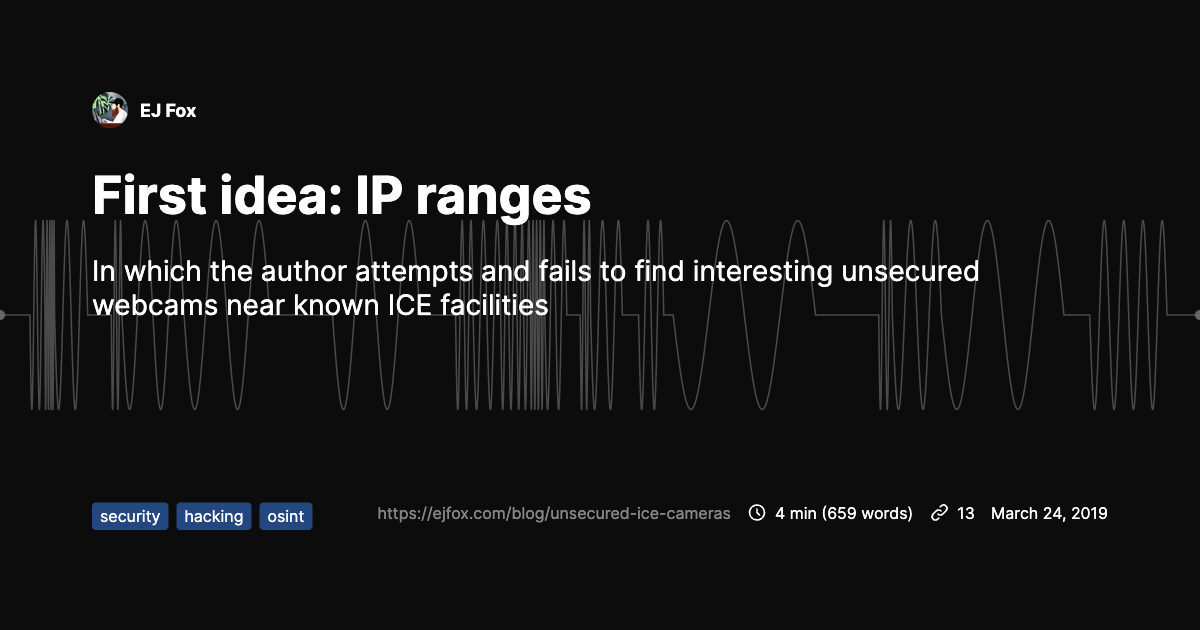 EJ Fox
First idea: IP ranges
In which the author attempts and fails to find interesting unsecured
webcams near known ICE facilities
security hacking osint https://ejfox.com/blog/unsecured-ice-cameras 4 min (659 words) 13 March 24, 2019